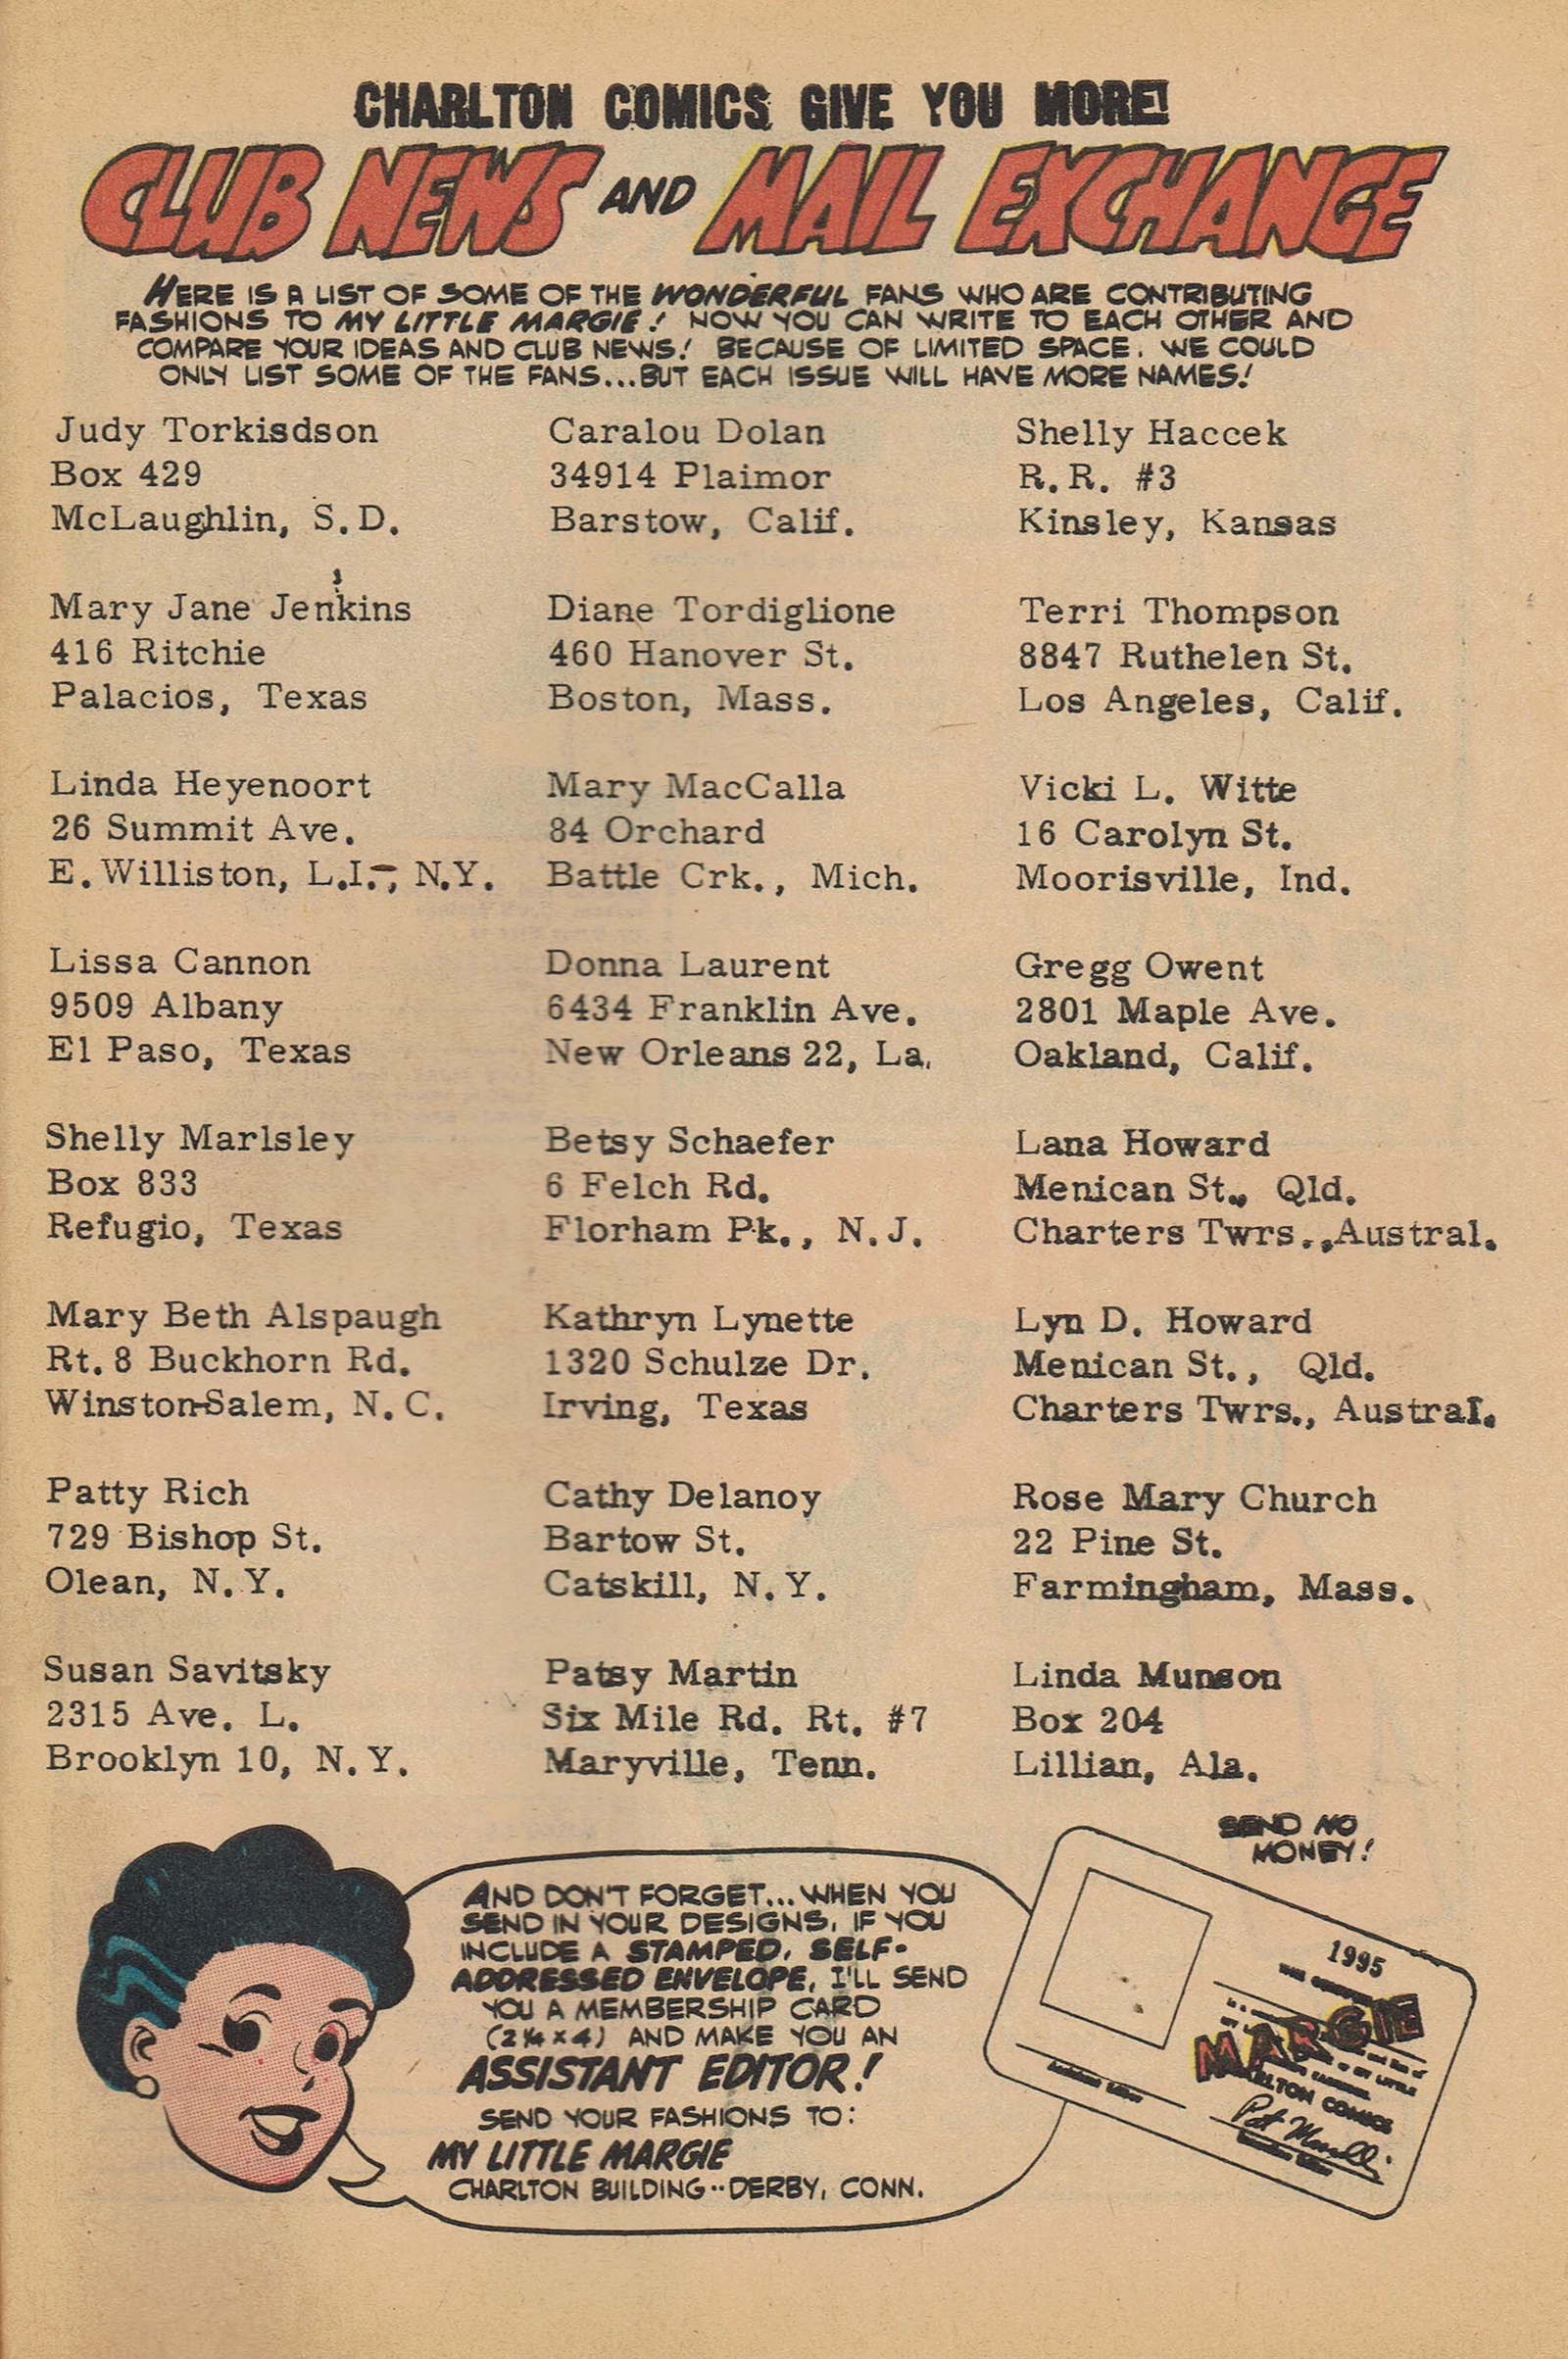 CHARLTON COMICS GIVE YOU MORE!
CLUB NEWS AND MAIL EXCHANGE
HERE IS A LIST OF SOME OF THE WONDERFUL FANS WHO ARE CONTRIBUTING
FASHIONS TO MY LITTLE MARGIE! NOW YOU CAN WRITE TO EACH OTHER AND
COMPARE YOUR IDEAS AND CLUB NEWS! BECAUSE OF LIMITED SPACE, WE COULD
ONLY LIST SOME OF THE FANS...BUT EACH ISSUE WILL HAVE MORE NAMES!
Judy Torkisdson
Box 429
McLaughlin, S.D.
Mary Jane Jenkins
416 Ritchie
Palacios, Texas
Linda Heyenoort
26 Summit Ave.
E. Williston, L.I., N.Y.
Lissa Cannon
9509 Albany
El Paso, Texas
Shelly Marlsley
Box 833
Refugio, Texas
Mary Beth Alspaugh
Rt. 8 Buckhorn Rd.
Winston-Salem, N.C.
Patty Rich
729 Bishop St.
Olean, N.Y.
Susan Savitsky
2315 Ave. L.
Brooklyn 10, N.Y.
Caralou Dolan
34914 Plaimor
Barstow, Calif.
Diane Tordiglione
460 Hanover St.
Boston, Mass.
Mary MacCalla
84 Orchard
Battle Crk., Mich.
Donna Laurent
6434 Franklin Ave.
New Orleans 22, La.
Betsy Schaefer
6 Felch Rd.
Florham Pk., N.J.
Kathryn Lynette
1320 Schulze Dr.
Irving, Texas
Cathy Delanoy
Bartow St.
Catskill, N.Y.
Patsy Martin
Six Mile Rd. Rt. #7
Maryville, Tenn.
Shelly Haccek
R.R. #3
Kinsley, Kansas
Terri Thompson
8847 Ruthelen St.
Los Angeles, Calif.
Vicki L. Witte
16 Carolyn St.
Moorisville, Ind.
Gregg Owent
2801 Maple Ave.
Oakland, Calif.
Lana Howard
Menican St., Qld.
Charters Twrs., Austral.
Lyn D. Howard
Menican St., Qld.
Charters Twrs., Austral.
Rose Mary Church
22 Pine St.
Farmingham, Mass.
Linda Munson
Box 204
Lillian, Ala.
AND DON'T FORGET...WHEN YOU
SEND IN YOUR DESIGNS, IF YOU
INCLUDE A STAMPED, SELF-
ADDRESSED ENVELOPE, I'LL SEND
YOU A MEMBERSHIP CARD
(2¼ x 4) AND MAKE YOU AN
ASSISTANT EDITOR!
SEND YOUR FASHIONS TO:
MY LITTLE MARGIE
CHARLTON BUILDING--DERBY, CONN.
SEND NO
MONEY!
1995
MARGIE
CHARLTON COMICS